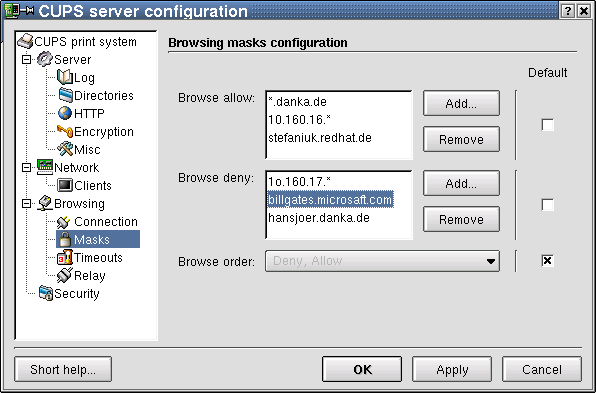 CUPS server configuration
CUPS print system
Server
Log
Directories
HTTP
Encryption
Misc
Network
Clients
Browsing
Connection
Masks
Timeouts
Relay
Security
Browsing masks configuration
Default
Browse allow:
*.danka.de
10.160.16.*
stefaniuk.redhat.de
Add...
Remove
Browse deny:
1o.160.17.*
billgates.microsaft.com
hansjoer.danka.de
Add...
Remove
Browse order:
Deny, Allow
Short help...
OK
Apply
Cancel